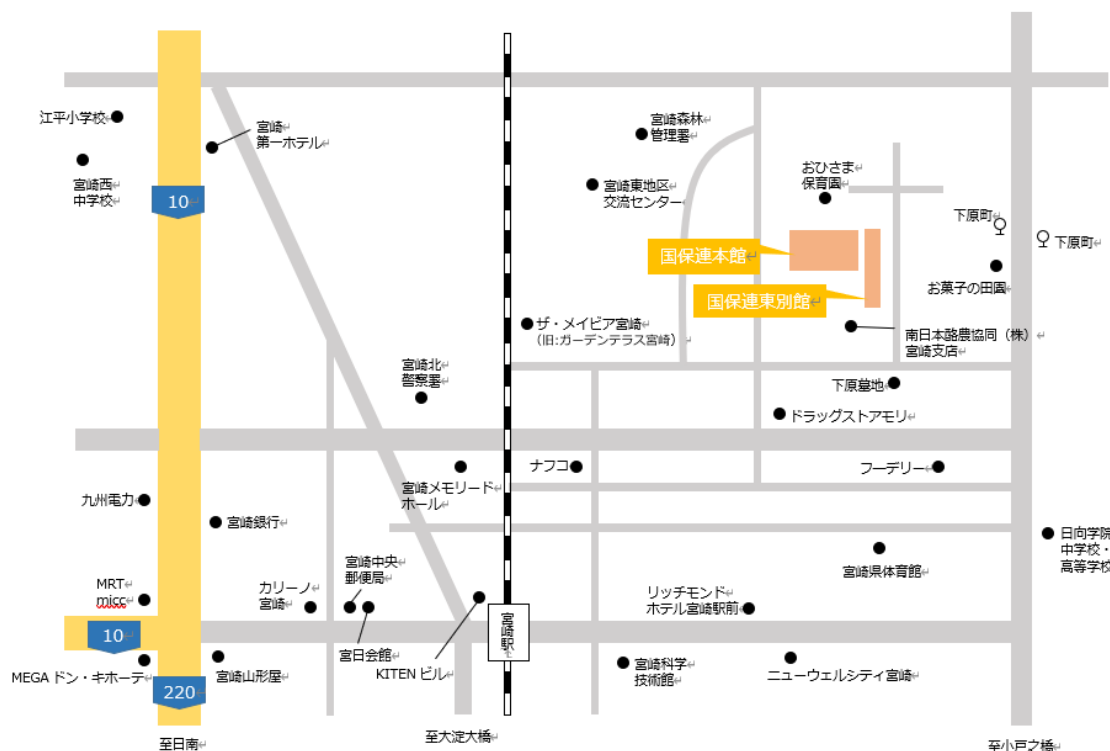 江平小学校
宮崎
第一ホテル
宮崎西
中学校
10
宮崎森林
管理署
宮崎東地区
交流センター
おひさま
保育園
下原町
下原町
国保連本館
国保連東別館
お菓子の田園
ザ・メイビア宮崎
(旧:ガーデンテラス宮崎)
南日本酪農協同（株）
宮崎支店
宮崎北
警察署
下原墓地
ドラッグストアモリ
ナフコ
フーデリー
宮崎メモリード
ホール
九州電力
宮崎銀行
日向学院
中学校・
高等学校
宮崎中央
郵便局
宮崎県体育館
MRT
micc
カリーノ
宮崎
リッチモンド
ホテル宮崎駅前
宮崎駅
10
宮日会館
KITEN ビル
MEGA ドン・キホーテ
宮崎山形屋
宮崎科学
技術館
ニューウェルシティ宮崎
220
至日南
至大淀大橋
至小戸之橋